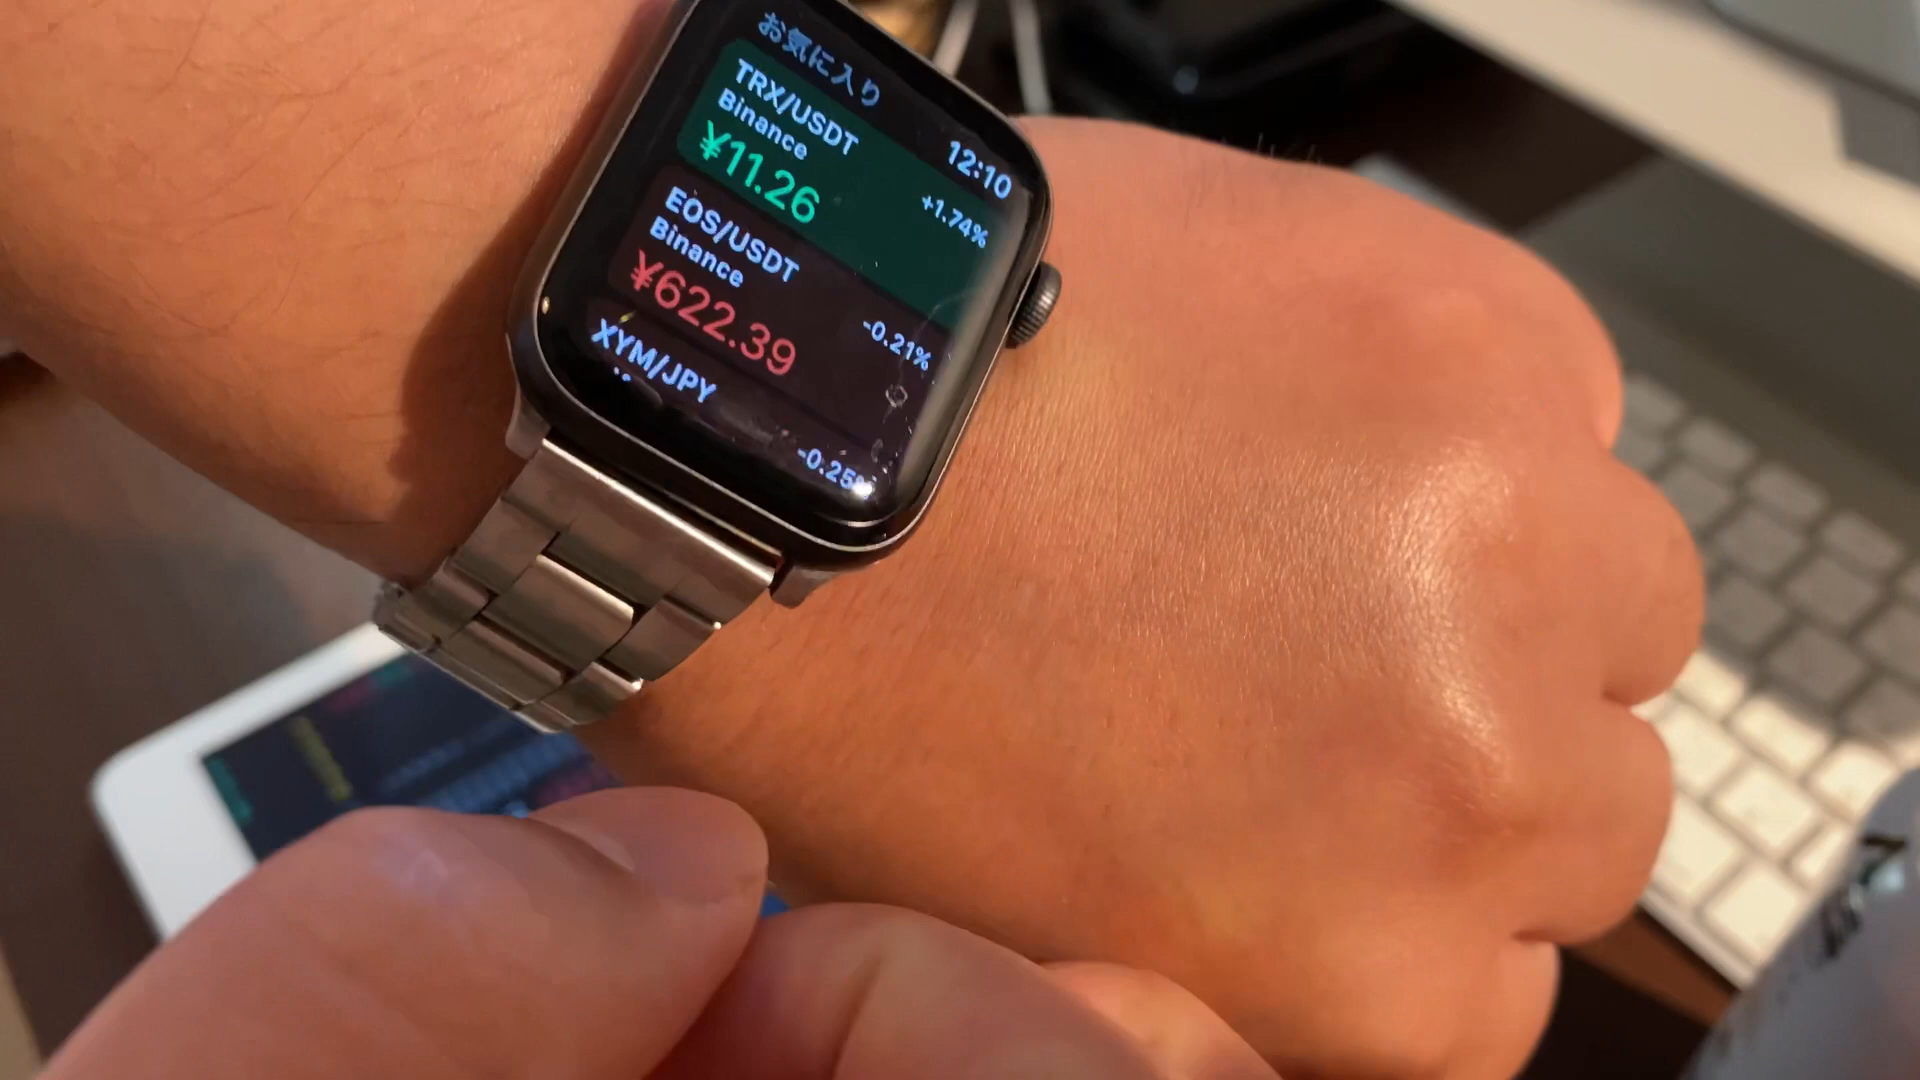 お気に入り
12:10
TRX/USDT
Binance
¥11.26
+1.74%
EOS/USDT
Binance
¥622.39
-0.21%
XYM/JPY
-0.25%